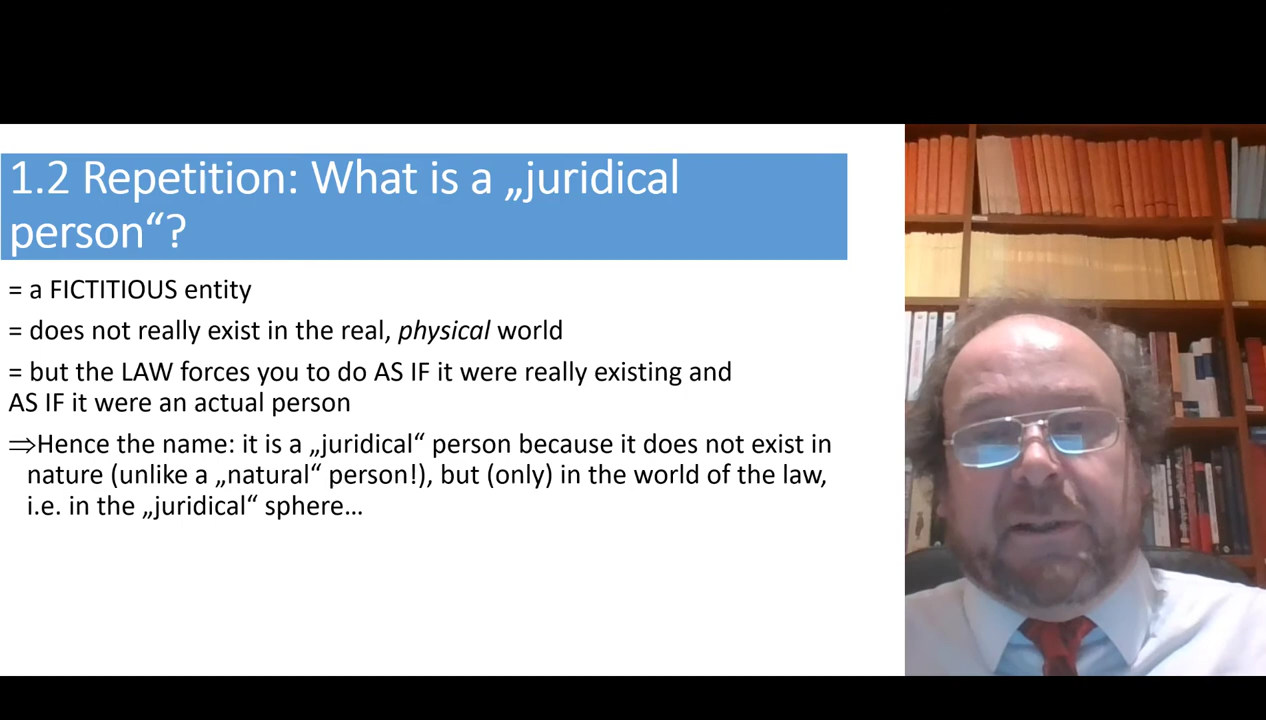 1.2 Repetition: What is a „juridical
person“?
= a FICTITIOUS entity
= does not really exist in the real, physical world
= but the LAW forces you to do AS IF it were really existing and
AS IF it were an actual person
⇒Hence the name: it is a „juridical“ person because it does not exist in
nature (unlike a „natural“ person!), but (only) in the world of the law,
i.e. in the „juridical“ sphere…